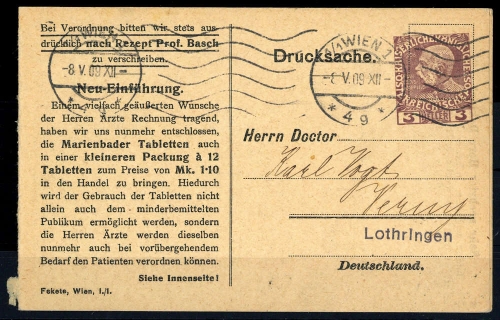 Bei Verordnung bitten wir stets aus-
drücklich nach Rezept Prof. Basch
zu verschreiben.
WIEN
-8 V. 09 XII-
Neu-Einführung.
Einem vielfach geäußerten Wunsche
der Herren Ärzte Rechnung tragend,
haben wir uns nunmehr entschlossen,
die Marienbader Tabletten auch
in einer kleineren Packung à 12
Tabletten zum Preise von Mk. 1·10
in den Handel zu bringen. Hiedurch
wird der Gebrauch der Tabletten nicht
allein auch dem minderbemittelten
Publikum ermöglicht werden, sondern
die Herren Ärzte werden dieselben
nunmehr auch bei vorübergehendem
Bedarf den Patienten verordnen können.
Siehe Innenseite!
Fekete, Wien, I./I.
Drucksache.
WIEN
V. 09 XII-
* 4g *
3 HELLER 3
Herrn Doctor
Karl Vogt
Verny
Lothringen
Deutschland.